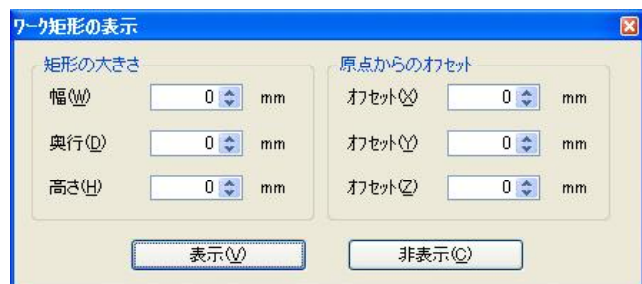 ワーク矩形の表示
矩形の大きさ
幅(W) 0 mm
奥行(D) 0 mm
高さ(H) 0 mm
原点からのオフセット
オフセット(X) 0 mm
オフセット(Y) 0 mm
オフセット(Z) 0 mm
表示(V) 非表示(C)